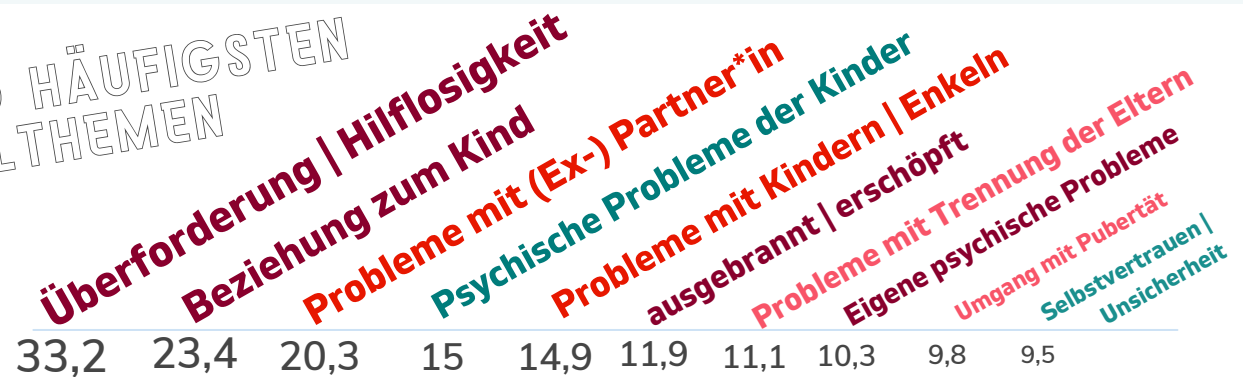 HÄUFIGSTEN
THEMEN
Überforderung | Hilflosigkeit
Beziehung zum Kind
Probleme mit (Ex-) Partner*in
Psychische Probleme der Kinder
Probleme mit Kindern | Enkeln
ausgebrannt | erschöpft
Probleme mit Trennung der Eltern
Eigene psychische Probleme
Umgang mit Pubertät
Selbstvertrauen |
Unsicherheit
33,2 23,4 20,3 15 14,9 11,9 11,1 10,3 9,8 9,5